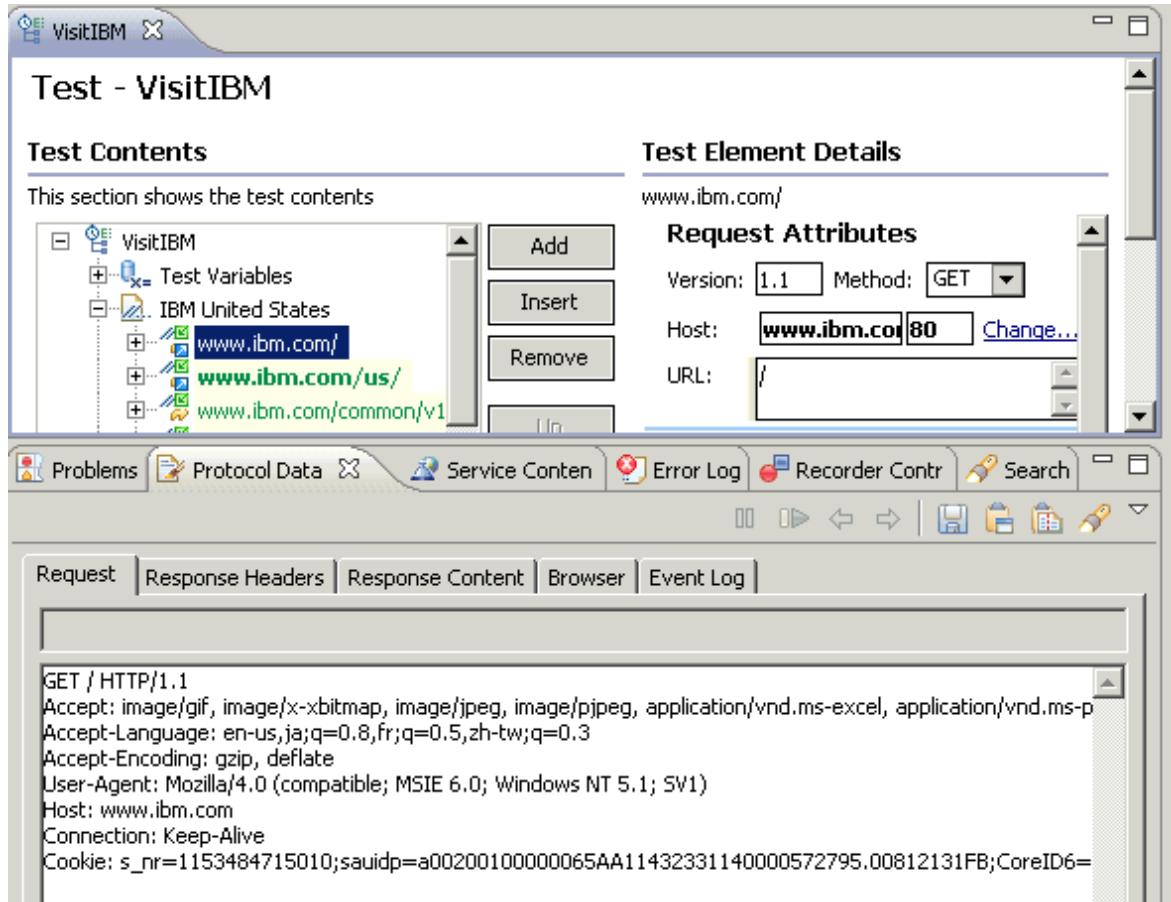 VisitIBM
Test - VisitIBM
Test Contents
This section shows the test contents
VisitIBM
Test Variables
IBM United States
www.ibm.com/
www.ibm.com/us/
www.ibm.com/common/v1
Add
Insert
Remove
Up
Test Element Details
www.ibm.com/
Request Attributes
Version: 1.1 Method: GET
Host: www.ibm.co 80 Change...
URL: /
Problems Protocol Data Service Conten Error Log Recorder Contr Search
Request Response Headers Response Content Browser Event Log
GET / HTTP/1.1
Accept: image/gif, image/x-xbitmap, image/jpeg, image/pjpeg, application/vnd.ms-excel, application/vnd.ms-p
Accept-Language: en-us,ja;q=0.8,fr;q=0.5,zh-tw;q=0.3
Accept-Encoding: gzip, deflate
User-Agent: Mozilla/4.0 (compatible; MSIE 6.0; Windows NT 5.1; SV1)
Host: www.ibm.com
Connection: Keep-Alive
Cookie: s_nr=1153484715010;sauidp=a00200100000065AA11432331140000572795.00812131FB;CoreID6=